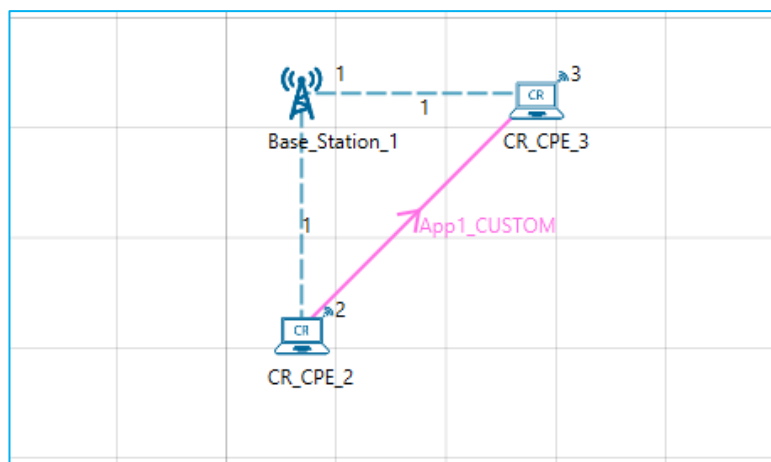 1
3
CR
1
Base_Station_1
CR_CPE_3
1
App1_CUSTOM
2
CR
CR_CPE_2